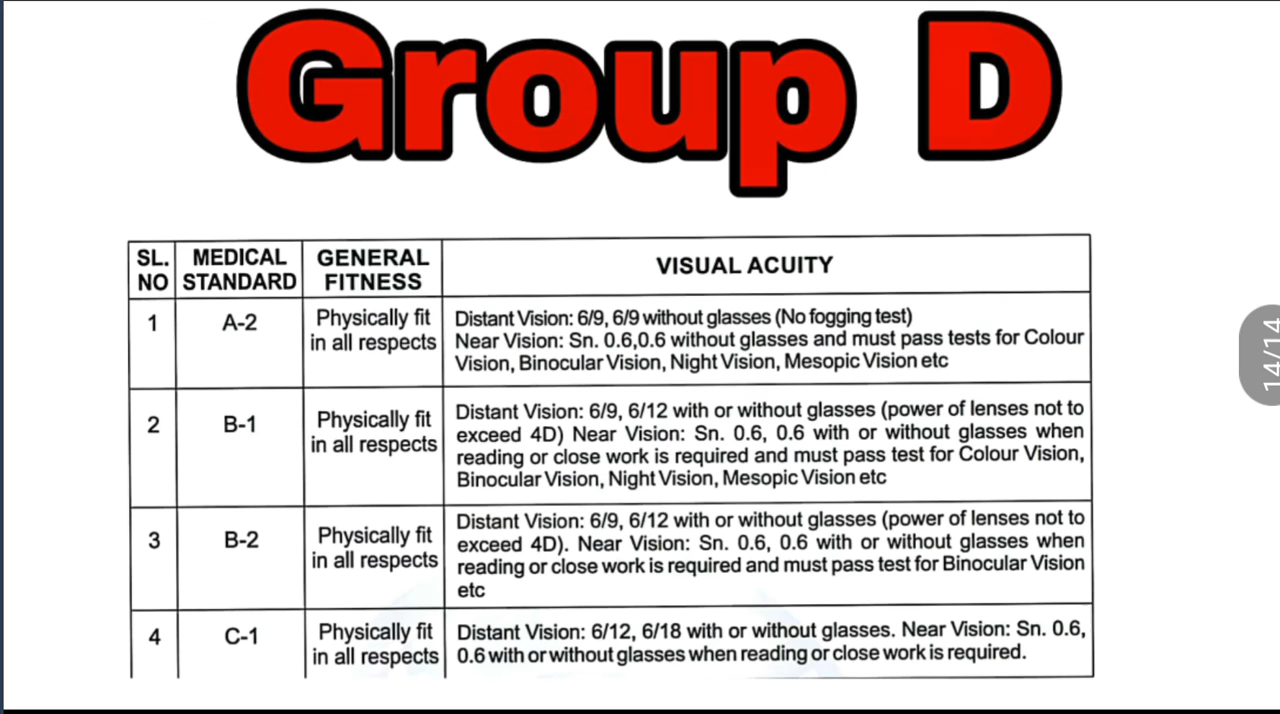 Group D
SL. NO
MEDICAL STANDARD
GENERAL FITNESS
VISUAL ACUITY
1
A-2
Physically fit
in all respects
Distant Vision: 6/9, 6/9 without glasses (No fogging test)
Near Vision: Sn. 0.6,0.6 without glasses and must pass tests for Colour
Vision, Binocular Vision, Night Vision, Mesopic Vision etc
2
B-1
Physically fit
in all respects
Distant Vision: 6/9, 6/12 with or without glasses (power of lenses not to
exceed 4D) Near Vision: Sn. 0.6, 0.6 with or without glasses when
reading or close work is required and must pass test for Colour Vision,
Binocular Vision, Night Vision, Mesopic Vision etc
3
B-2
Physically fit
in all respects
Distant Vision: 6/9, 6/12 with or without glasses (power of lenses not to
exceed 4D). Near Vision: Sn. 0.6, 0.6 with or without glasses when
reading or close work is required and must pass test for Binocular Vision
etc
4
C-1
Physically fit
in all respects
Distant Vision: 6/12, 6/18 with or without glasses. Near Vision: Sn. 0.6,
0.6 with or without glasses when reading or close work is required.
14/14